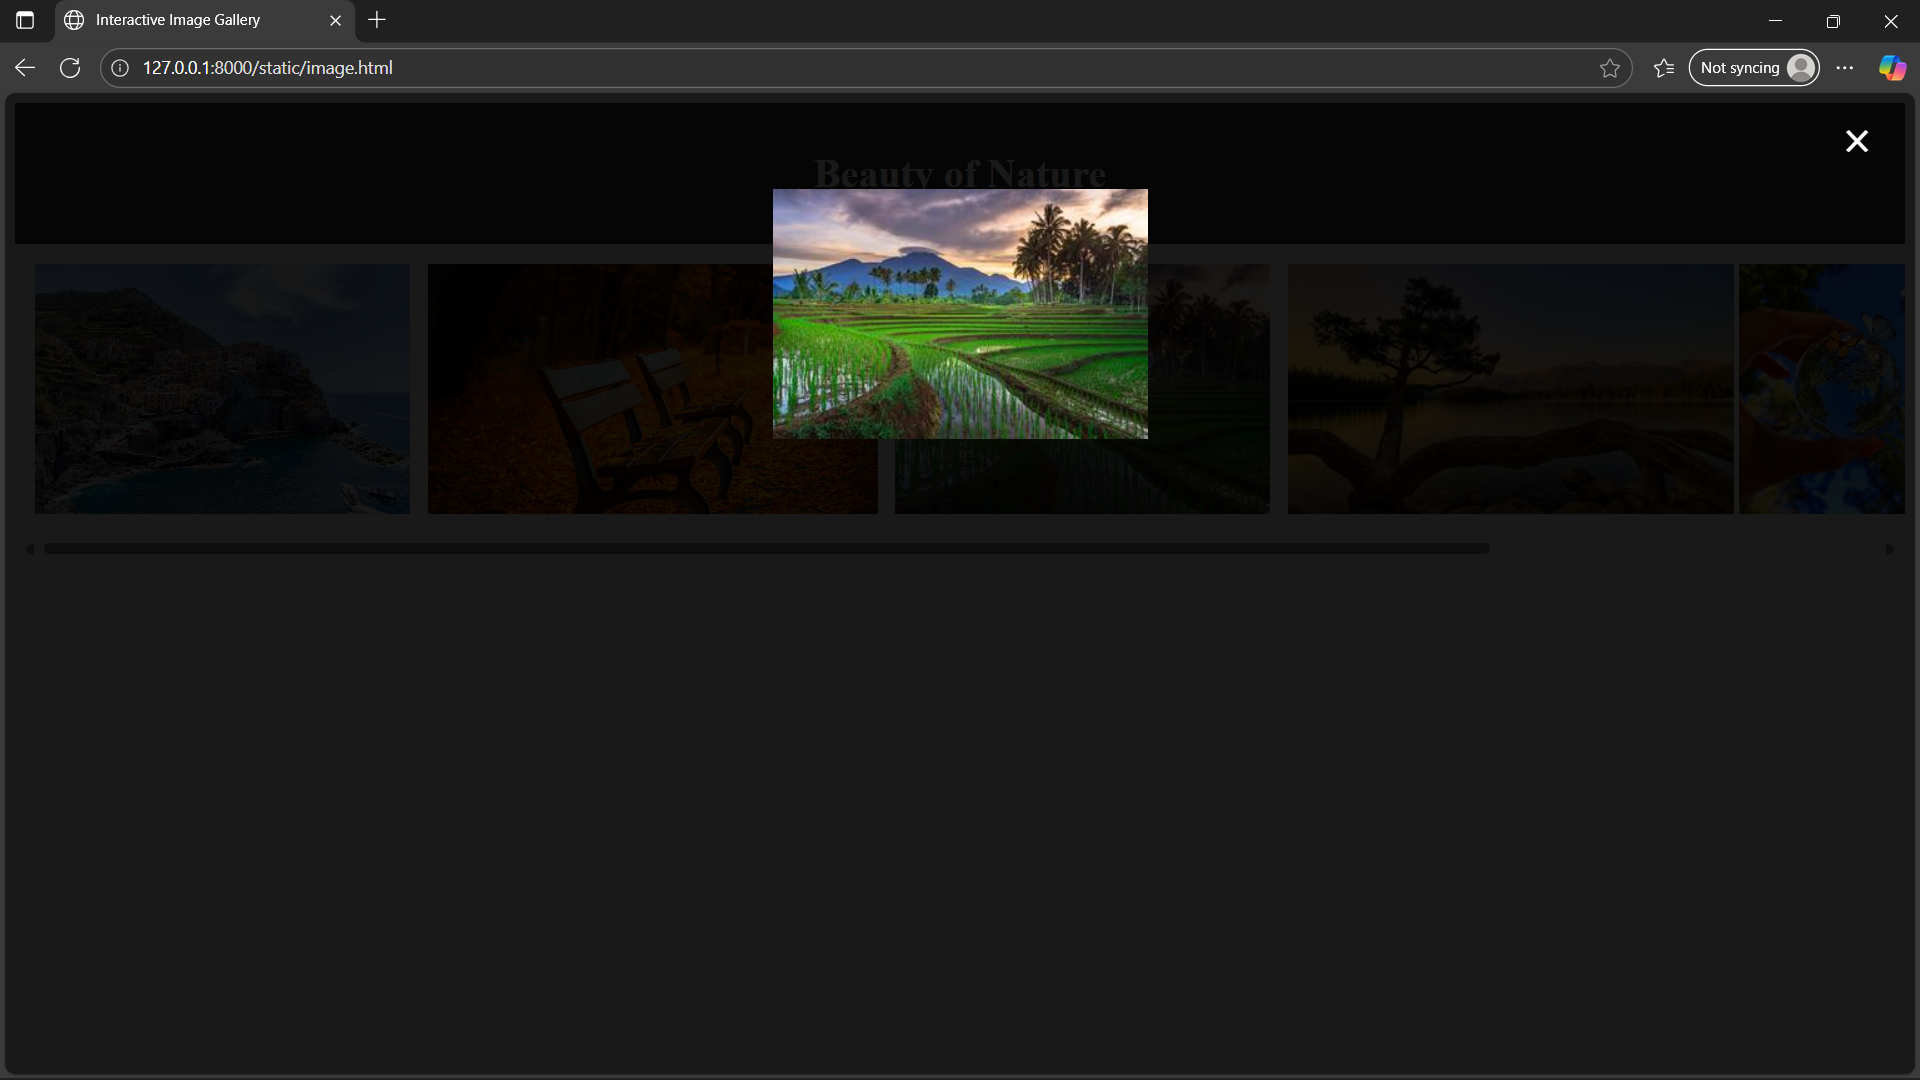 Interactive Image Gallery
127.0.0.1:8000/static/image.html
Not syncing
Beauty of Nature